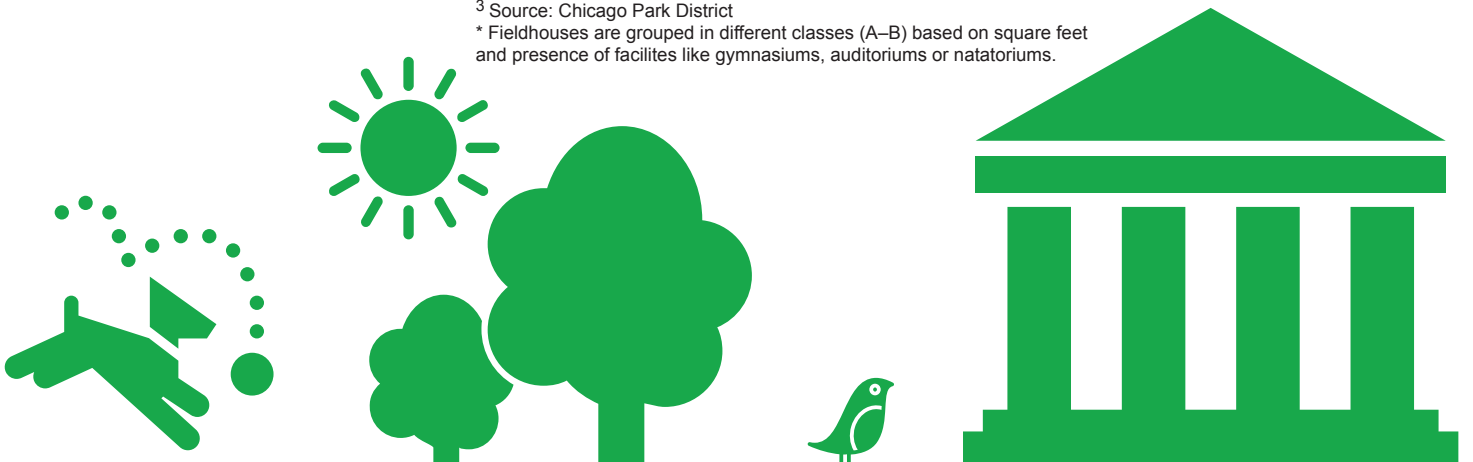 3 Source: Chicago Park District
* Fieldhouses are grouped in different classes (A–B) based on square feet
and presence of facilites like gymnasiums, auditoriums or natatoriums.